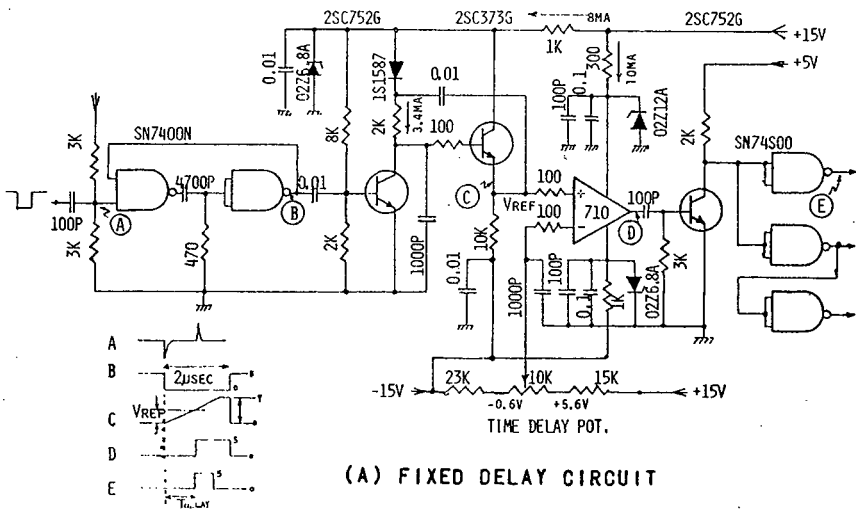 2SC752G
2SC373G
8MA
2SC752G
+15V
1K
+5V
0.01
02Z6.8A
1S1587
0.01
300
10MA
0.1
100P
02Z12A
3K
SN7400N
8K
2K
3.4MA
100
2K
SN74S00
4700P
0.01
C
100
VREF
100
+
710
-
100P
D
E
100P
A
B
3K
470
2K
1000P
10K
0.01
1000P
100P
0.1
1K
02Z6.8A
3K
A
B
2µSEC
C
VREF
D
E
TDELAY
-15V
23K
10K
15K
+15V
-0.6V
+5.6V
TIME DELAY POT.
(A) FIXED DELAY CIRCUIT